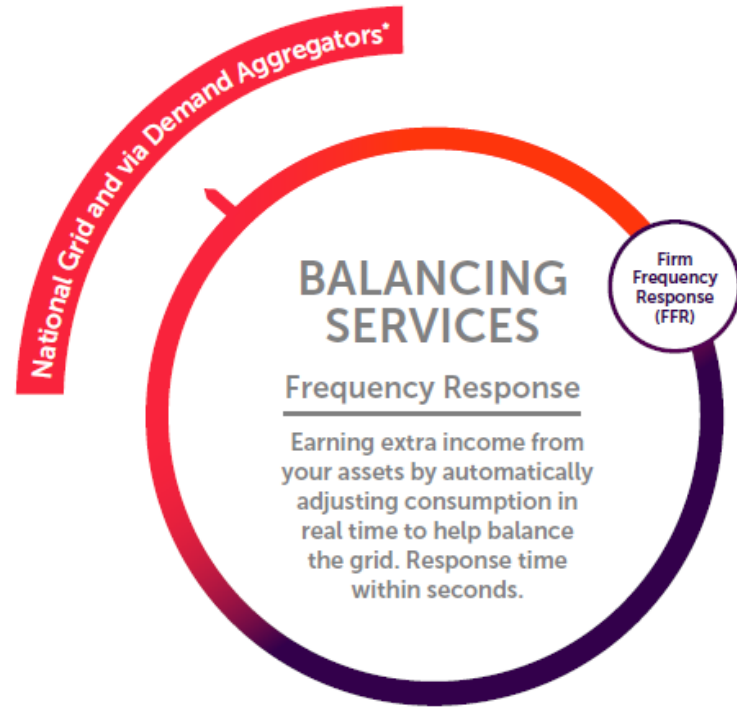 National Grid and via Demand Aggregators*
BALANCING
SERVICES
Frequency Response
Earning extra income from
your assets by automatically
adjusting consumption in
real time to help balance
the grid. Response time
within seconds.
Firm
Frequency
Response
(FFR)